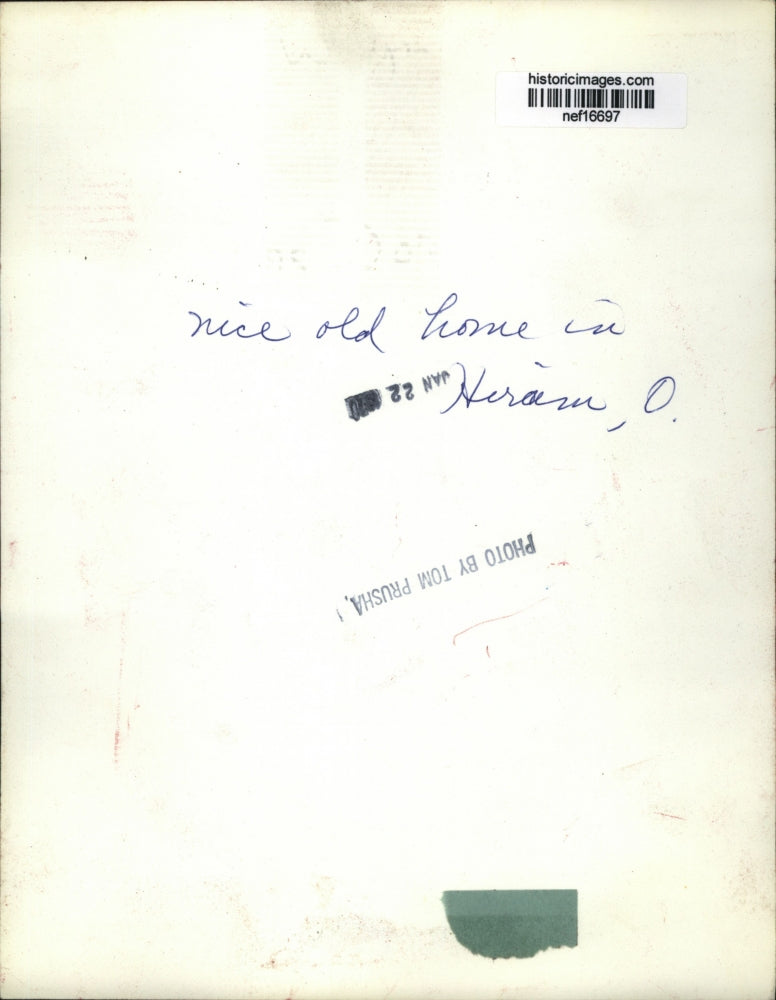 historicimages.com
nef16697
nice old home in
Hiram, O.
JAN 22
PHOTO BY TOM PRUSHA,